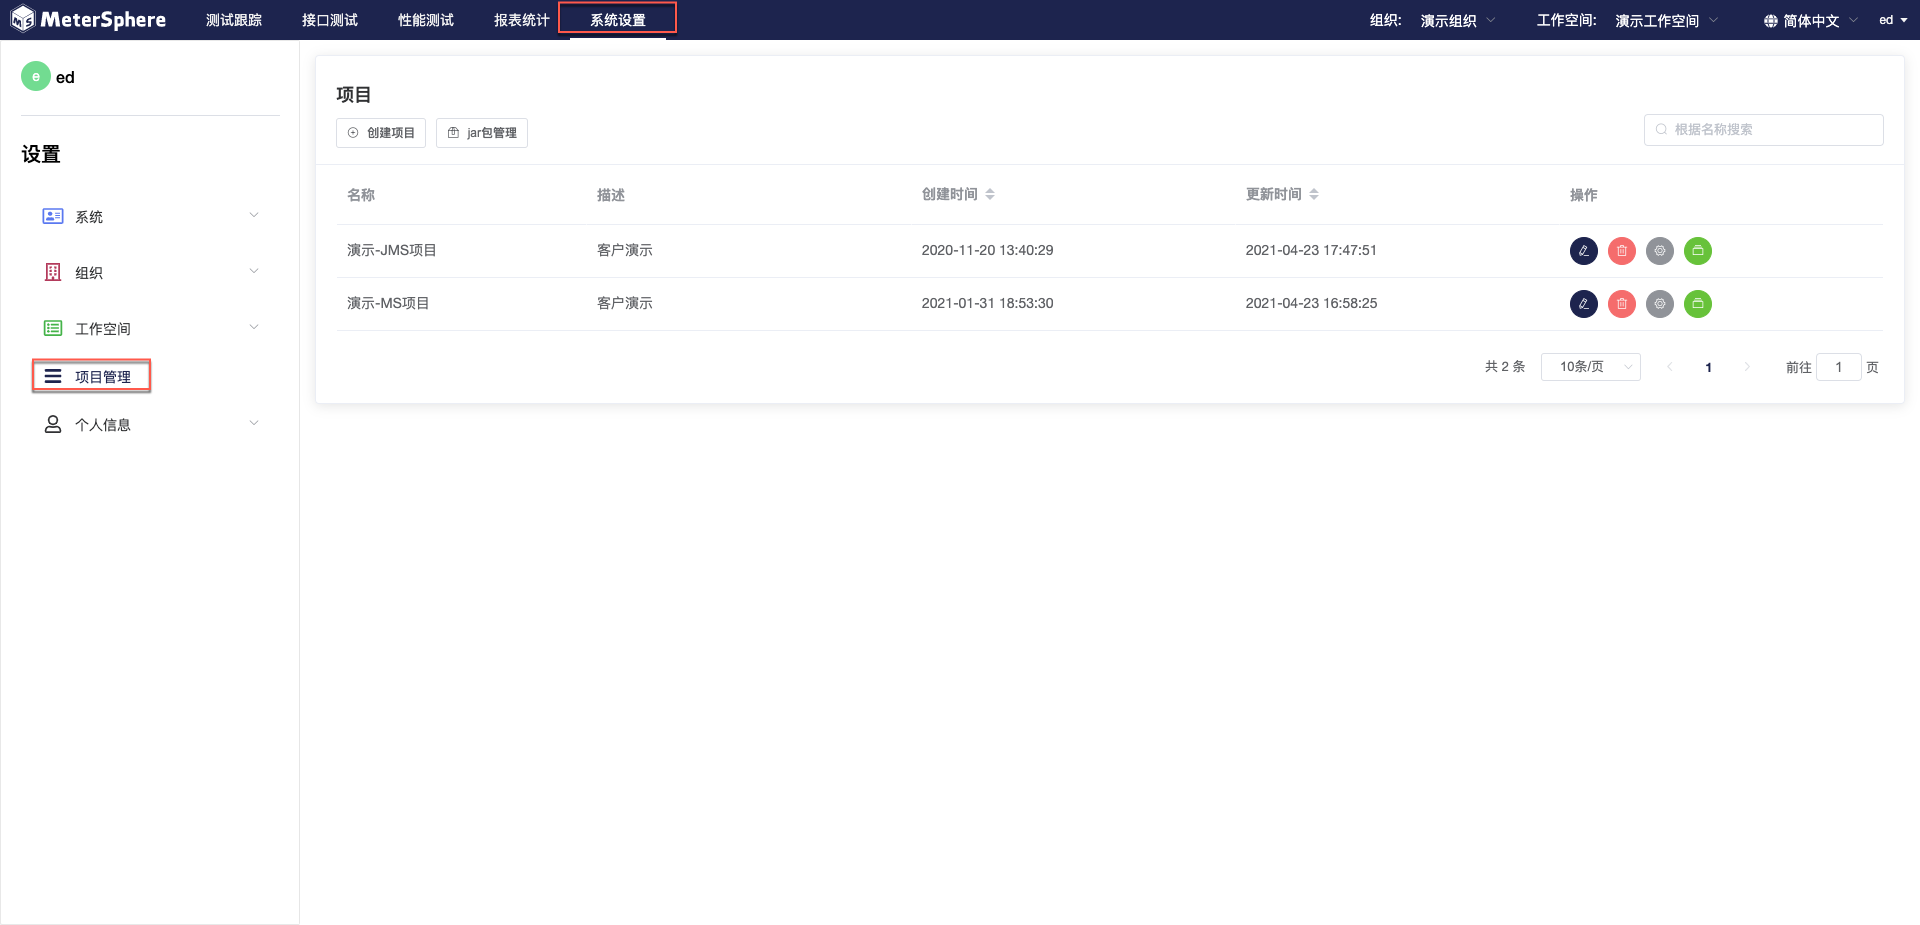 MeterSphere 测试跟踪 接口测试 性能测试 报表统计 系统设置 组织: 演示组织 工作空间: 演示工作空间 简体中文 ed
e ed
设置
系统
组织
工作空间
项目管理
个人信息
项目
创建项目 jar包管理 根据名称搜索
名称 描述 创建时间 更新时间 操作
演示-JMS项目 客户演示 2020-11-20 13:40:29 2021-04-23 17:47:51
演示-MS项目 客户演示 2021-01-31 18:53:30 2021-04-23 16:58:25
共 2 条 10条/页 1 前往 1 页